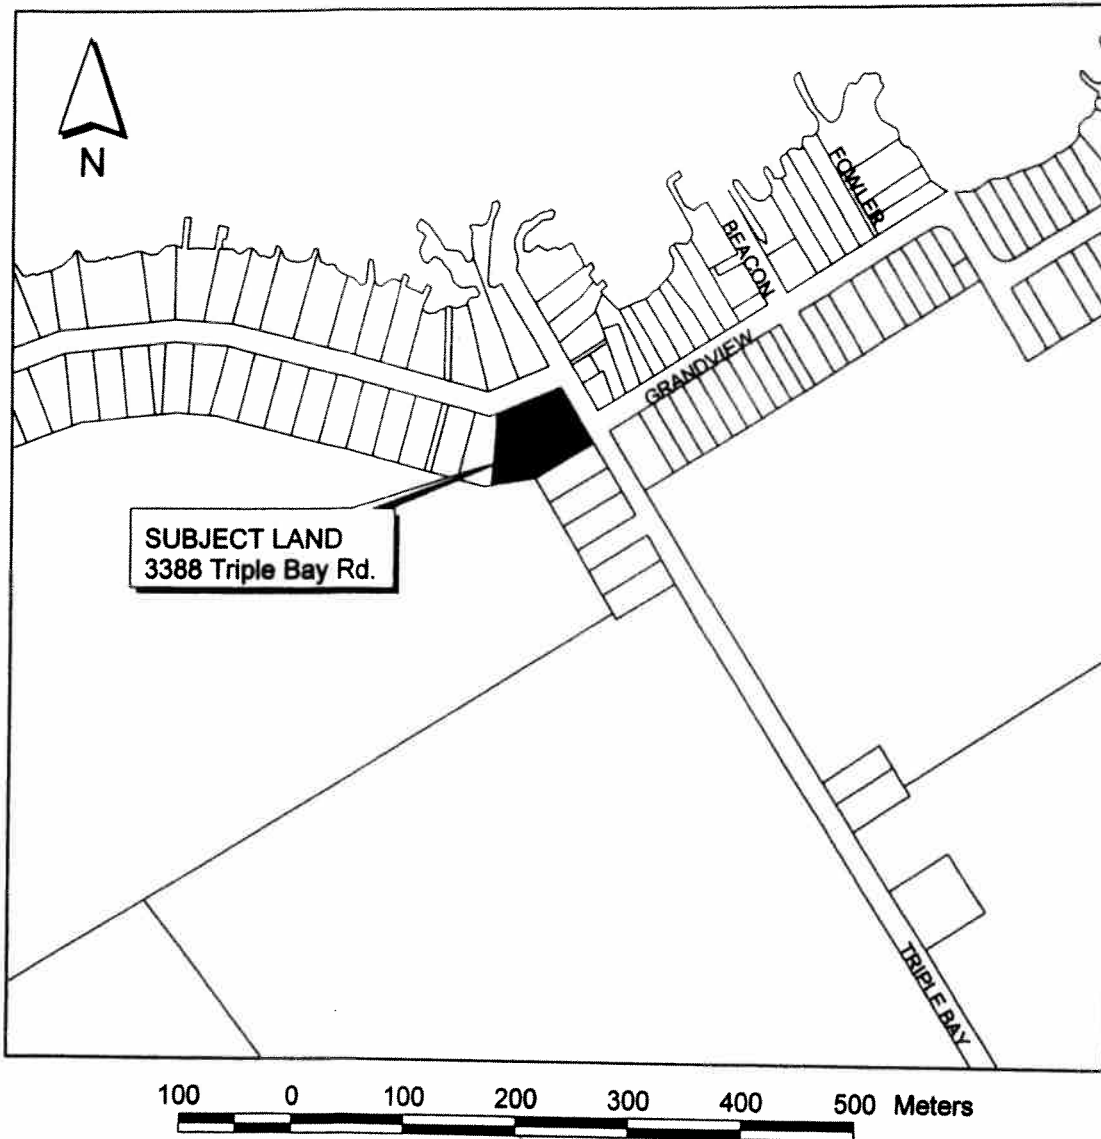 N
FOWLER
BEACON
GRANDVIEW
SUBJECT LAND
3388 Triple Bay Rd.
TRIPLE BAY
100 0 100 200 300 400 500 Meters